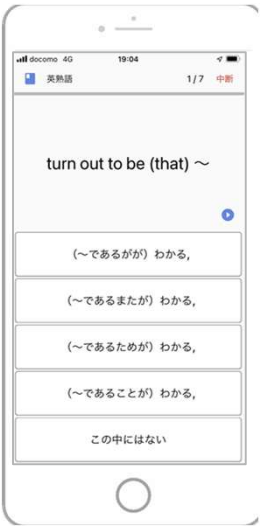 docomo 4G 19:04
英熟語 1/7 中断
turn out to be (that) ～
（～であるがが）わかる,
（～であるまたが）わかる,
（～であるためが）わかる,
（～であることが）わかる,
この中にはない